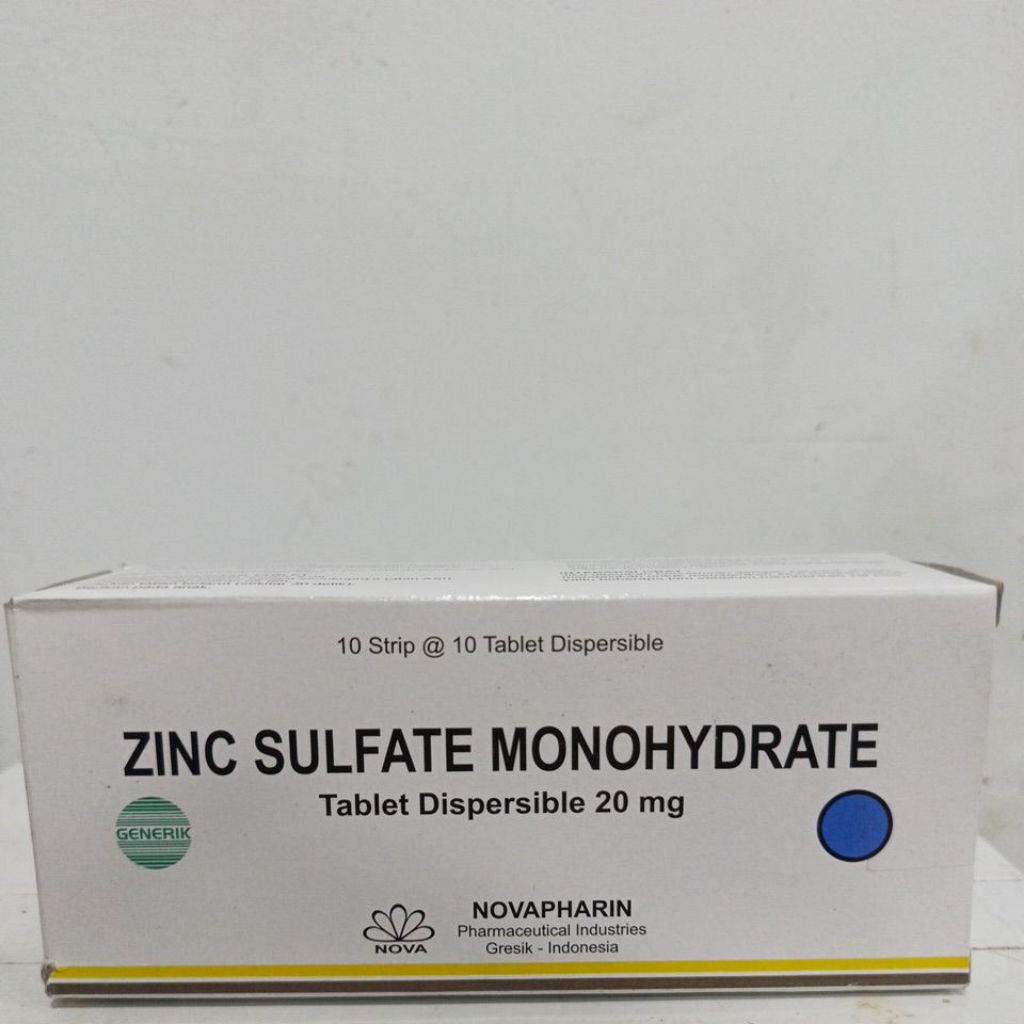 10 Strip @ 10 Tablet Dispersible
ZINC SULFATE MONOHYDRATE
Tablet Dispersible 20 mg
GENERIK
NOVA
NOVAPHARIN
Pharmaceutical Industries
Gresik - Indonesia